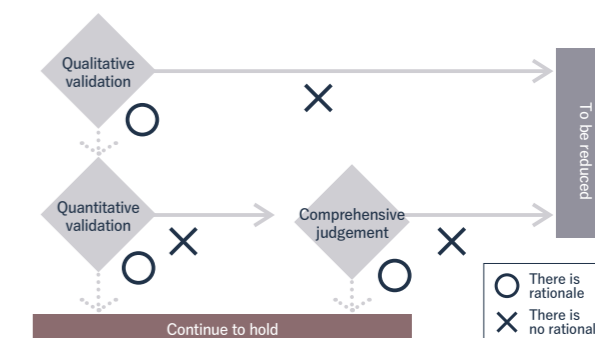 Qualitative
validation
To be reduced
Quantitative
validation
Comprehensive
judgement
There is
rationale
There is
no rational
Continue to hold